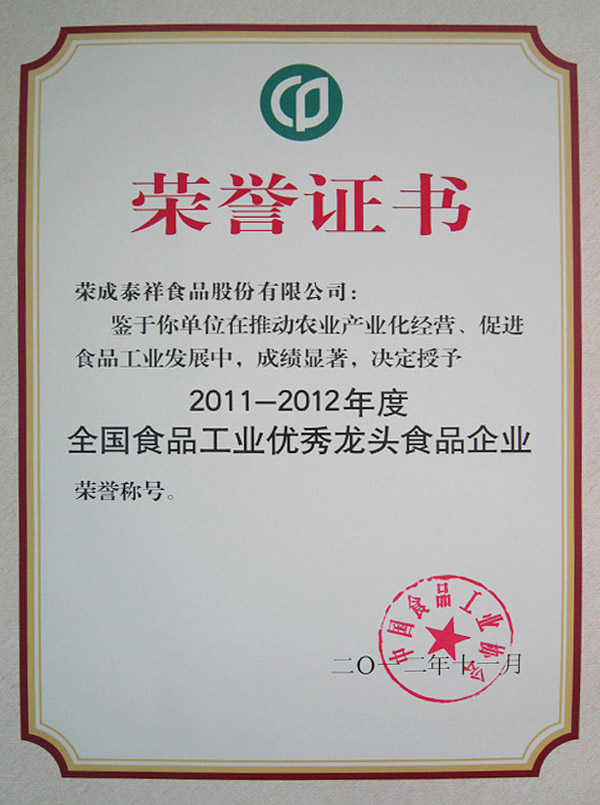 荣誉证书
荣成泰祥食品股份有限公司：
鉴于你单位在推动农业产业化经营、促进
食品工业发展中，成绩显著，决定授予
2011—2012年度
全国食品工业优秀龙头食品企业
荣誉称号。
中国食品工业协会
二〇一二年十一月